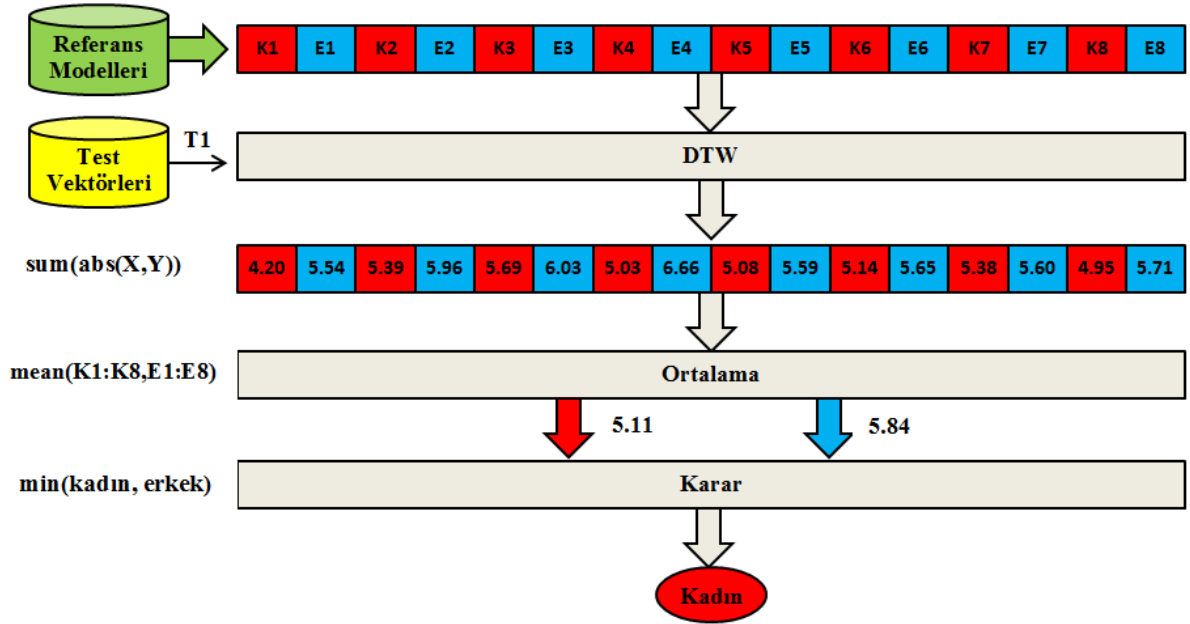 Referans
Modelleri
K1 E1 K2 E2 K3 E3 K4 E4 K5 E5 K6 E6 K7 E7 K8 E8
Test
Vektörleri
T1
DTW
sum(abs(X,Y))
4.20 5.54 5.39 5.96 5.69 6.03 5.03 6.66 5.08 5.59 5.14 5.65 5.38 5.60 4.95 5.71
mean(K1:K8,E1:E8)
Ortalama
5.11 5.84
min(kadın, erkek)
Karar
Kadın